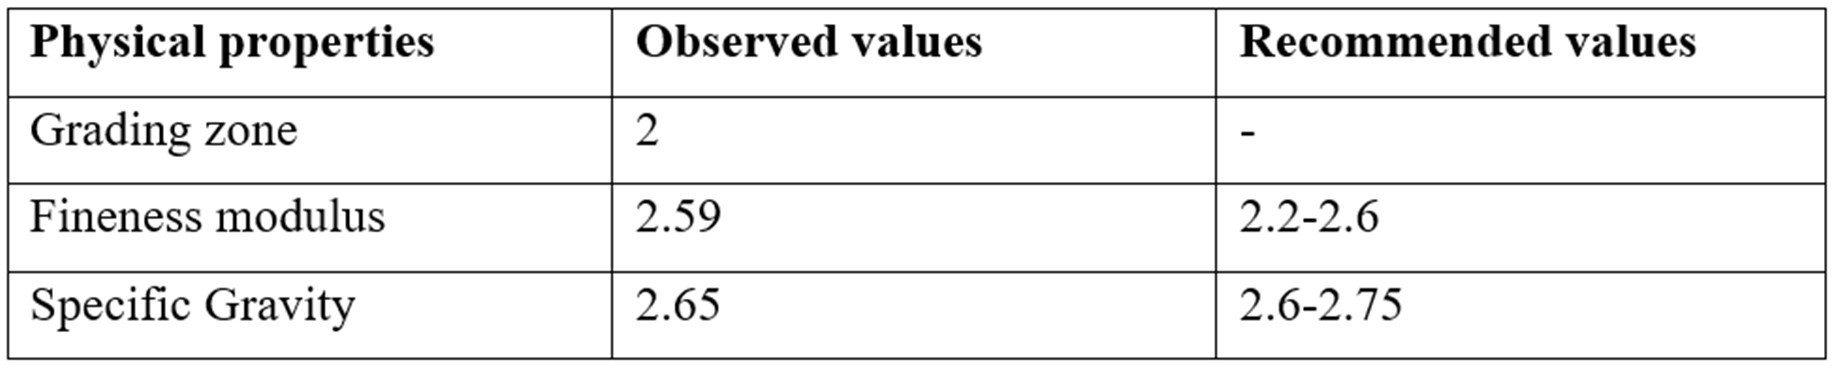 Physical properties Observed values Recommended values
Grading zone 2 -
Fineness modulus 2.59 2.2-2.6
Specific Gravity 2.65 2.6-2.75